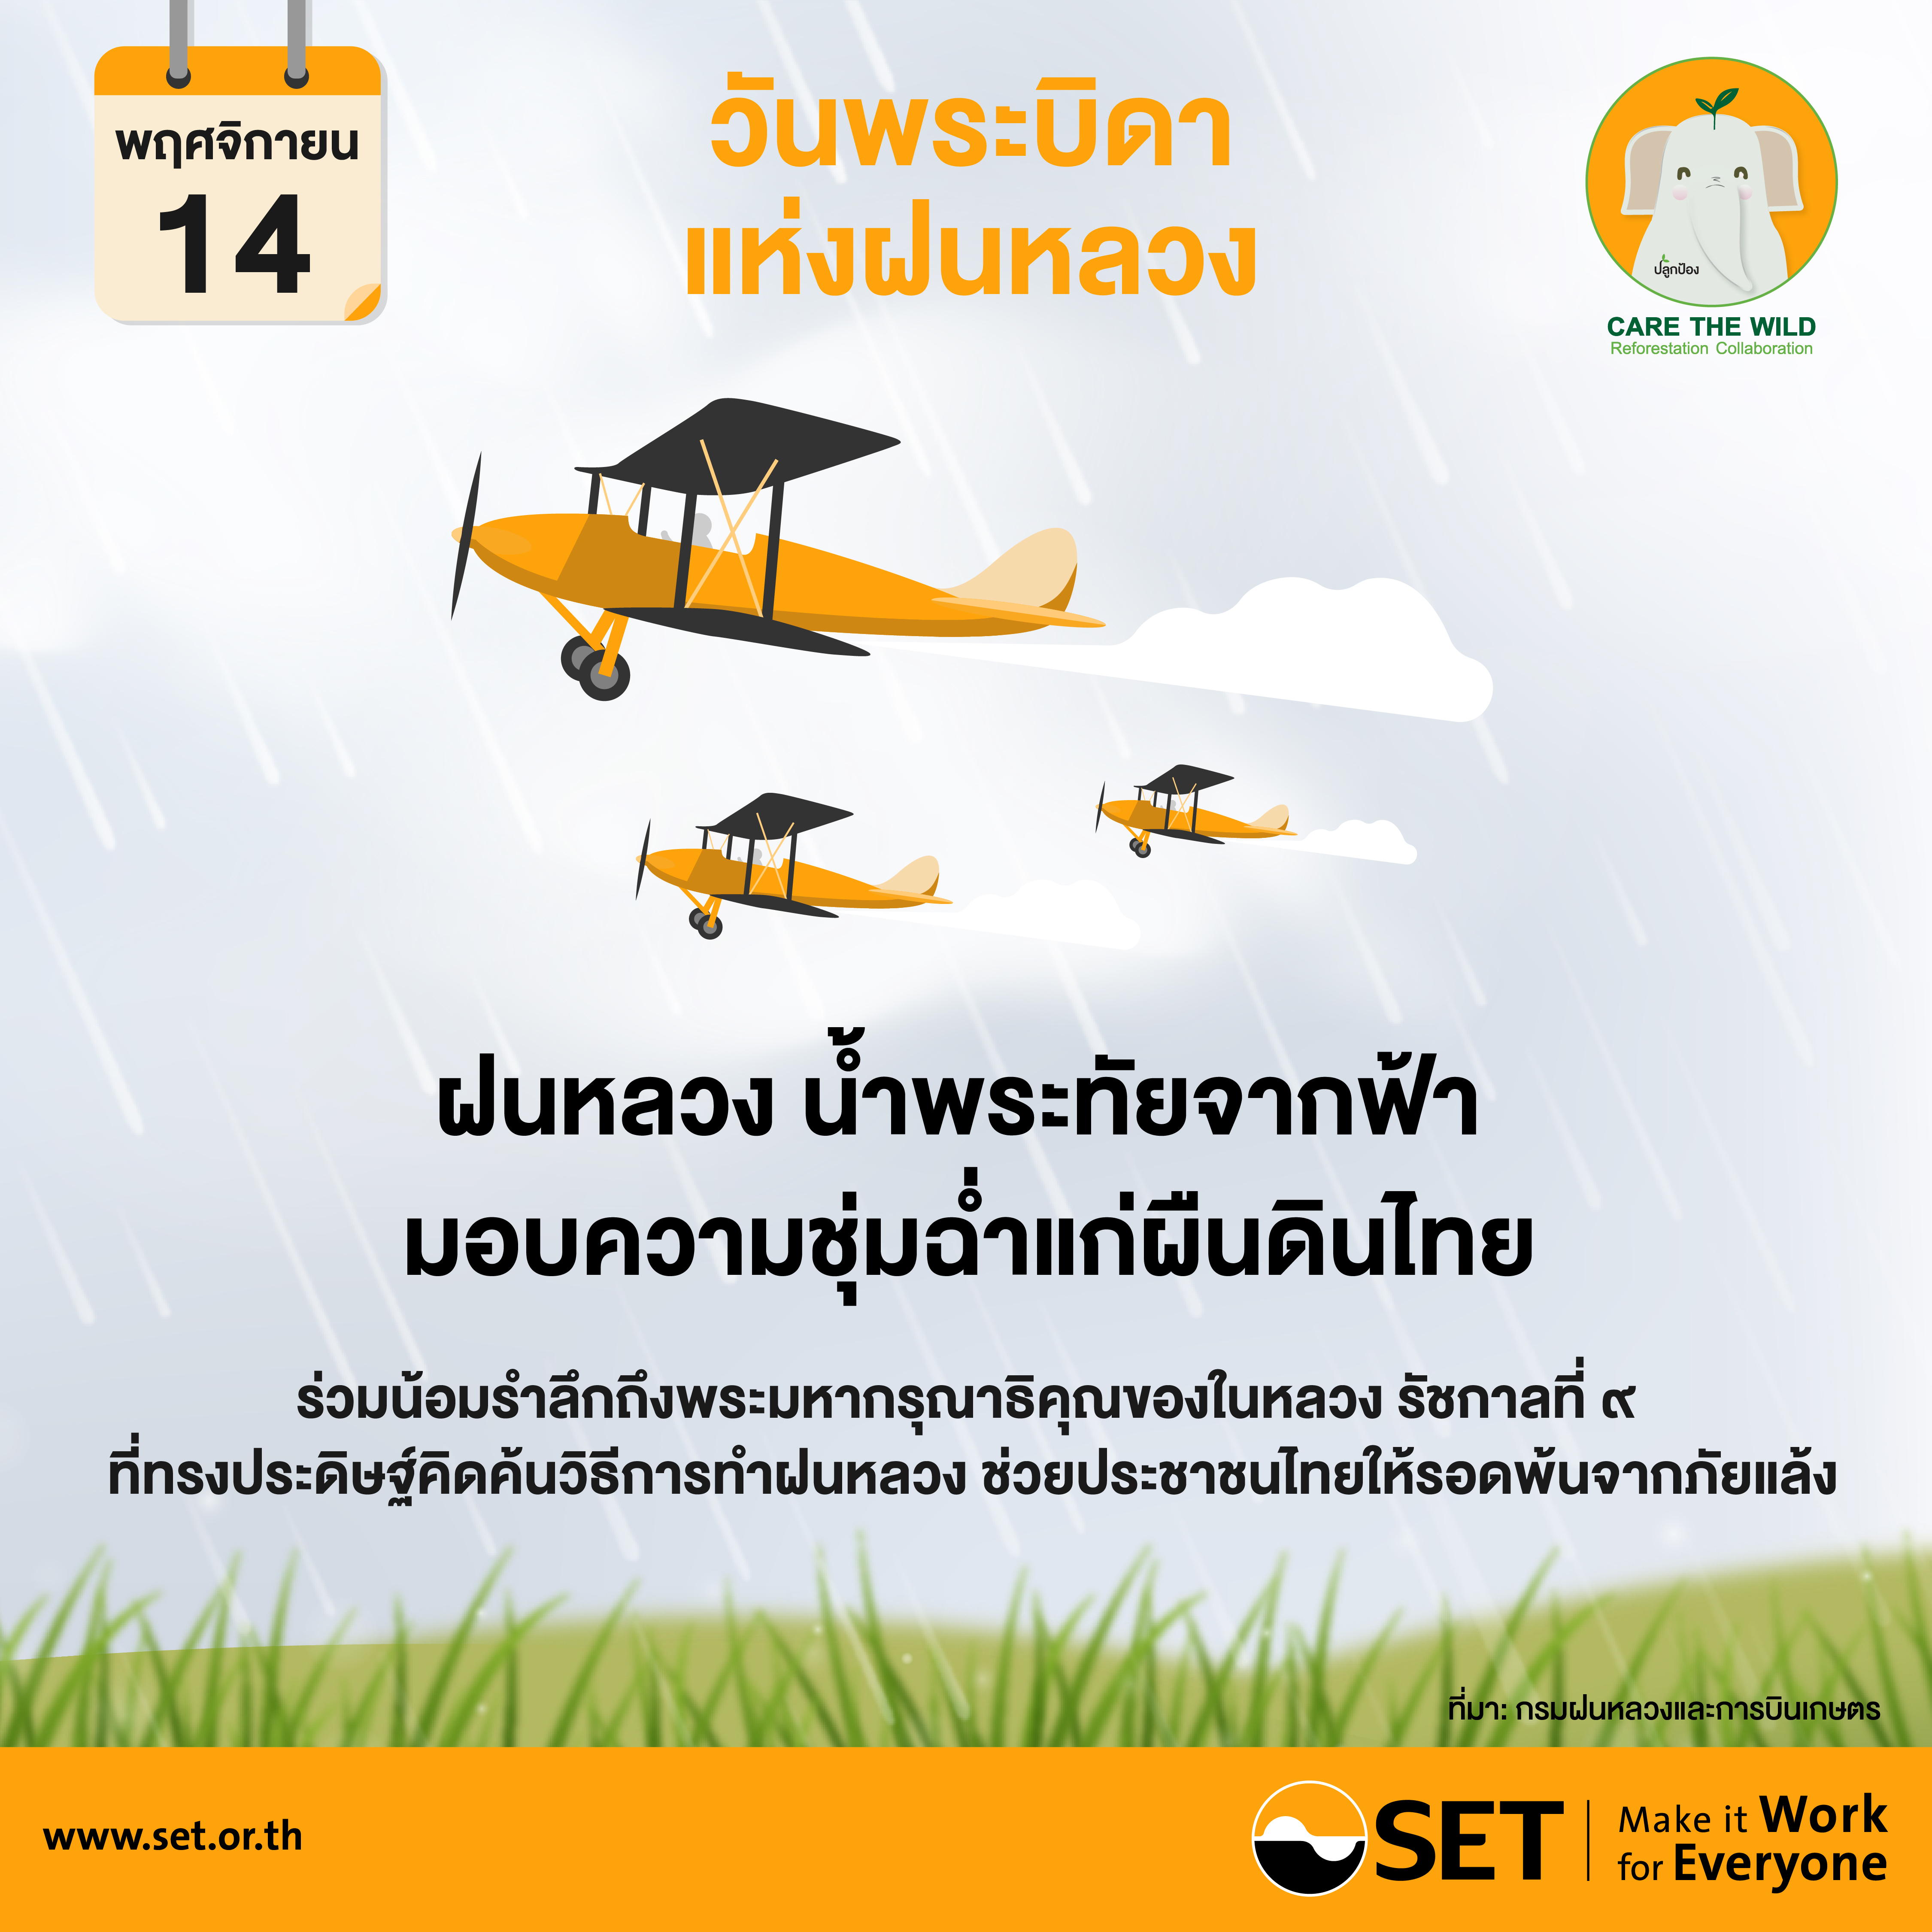 พฤศจิกายน
14
วันพระบิดา
แห่งฝนหลวง
ปลูกป้อง
CARE THE WILD
Reforestation Collaboration
ฝนหลวง น้ำพระทัยจากฟ้า
มอบความชุ่มฉ่ำแก่ผืนดินไทย
ร่วมน้อมรำลึกถึงพระมหากรุณาธิคุณของในหลวง รัชกาลที่ ๙
ที่ทรงประดิษฐ์คิดค้นวิธีการทำฝนหลวง ช่วยประชาชนไทยให้รอดพ้นจากภัยแล้ง
ที่มา: กรมฝนหลวงและการบินเกษตร
www.set.or.th
SET
Make it Work
for Everyone